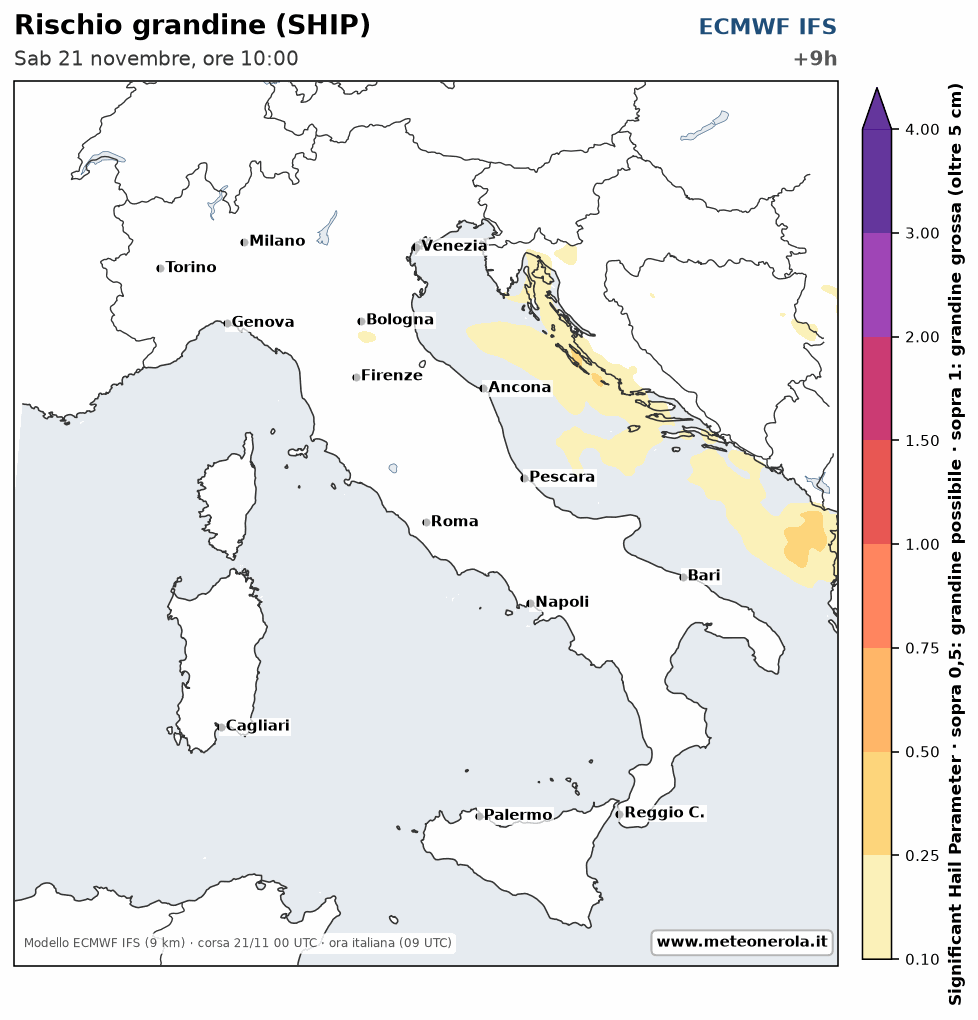 Rischio grandine (SHIP)
ECMWF IFS
Sab 21 novembre, ore 10:00
+9h
Milano
Venezia
Torino
Genova
Bologna
Firenze
Ancona
Pescara
Roma
Bari
Napoli
Cagliari
Palermo
Reggio C.
Modello ECMWF IFS (9 km) · corsa 21/11 00 UTC · ora italiana (09 UTC)
www.meteonerola.it
4.00
3.00
2.00
1.50
1.00
0.75
0.50
0.25
0.10
Significant Hail Parameter · sopra 0,5: grandine possibile · sopra 1: grandine grossa (oltre 5 cm)